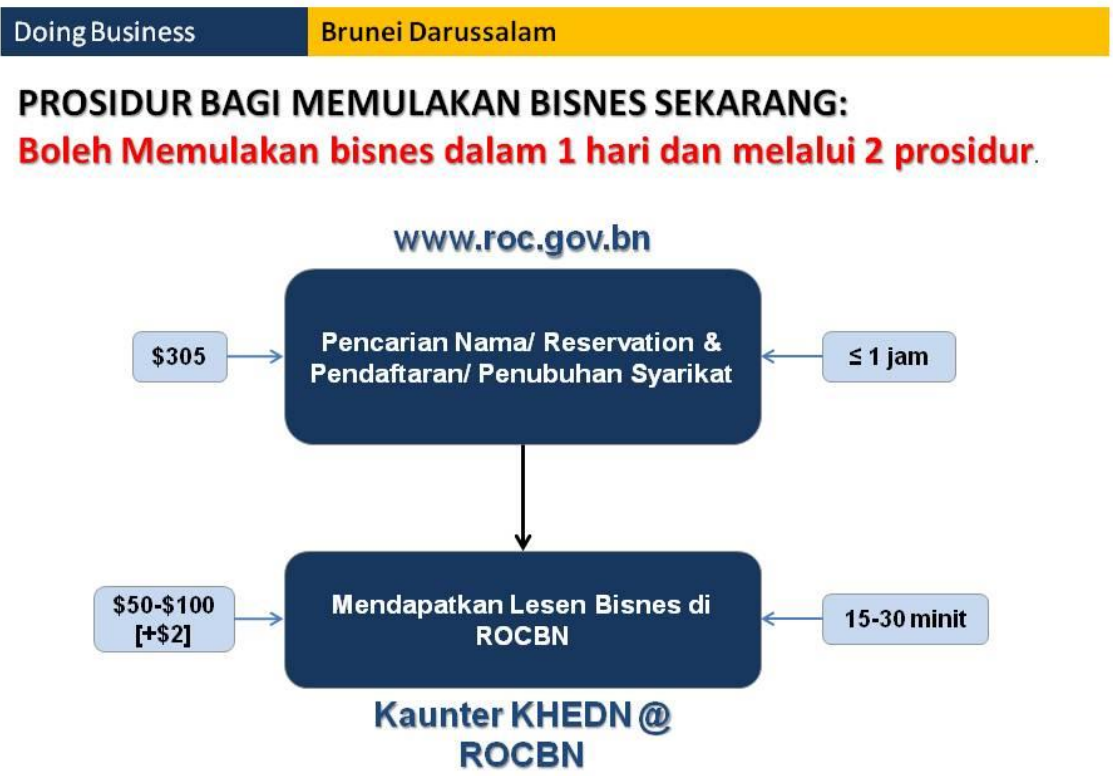 Doing Business
Brunei Darussalam
PROSIDUR BAGI MEMULAKAN BISNES SEKARANG:
Boleh Memulakan bisnes dalam 1 hari dan melalui 2 prosidur.
www.roc.gov.bn
$305
Pencarian Nama/ Reservation &
Pendaftaran/ Penubuhan Syarikat
≤ 1 jam
$50-$100
[+$2]
Mendapatkan Lesen Bisnes di
ROCBN
15-30 minit
Kaunter KHEDN @
ROCBN